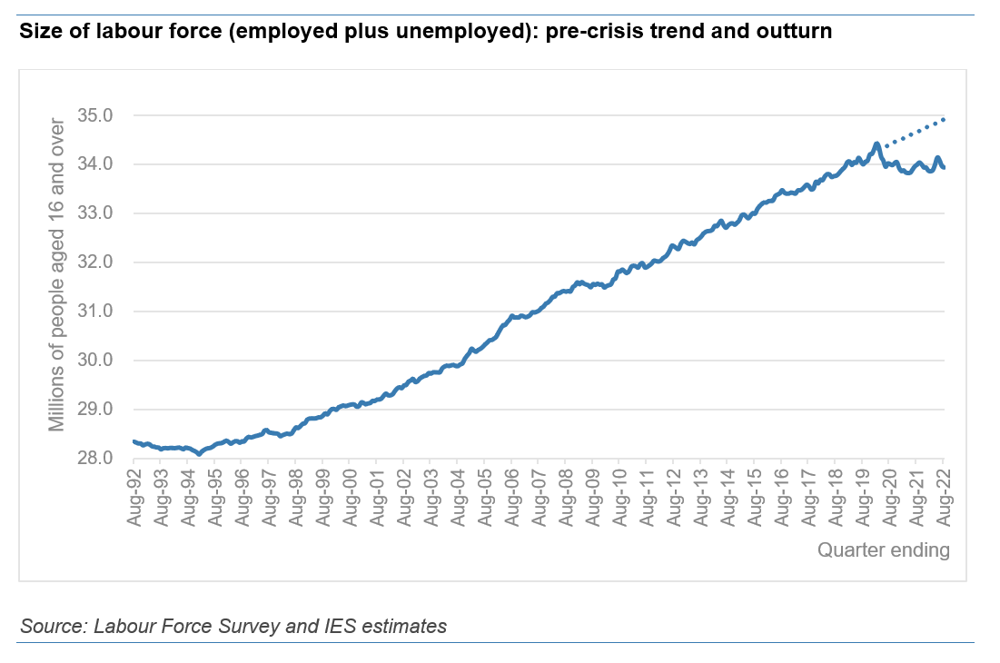 Size of labour force (employed plus unemployed): pre-crisis trend and outturn
Millions of people aged 16 and over
35.0
34.0
33.0
32.0
31.0
30.0
29.0
28.0
Aug-92
Aug-93
Aug-94
Aug-95
Aug-96
Aug-97
Aug-98
Aug-99
Aug-00
Aug-01
Aug-02
Aug-03
Aug-04
Aug-05
Aug-06
Aug-07
Aug-08
Aug-09
Aug-10
Aug-11
Aug-12
Aug-13
Aug-14
Aug-15
Aug-16
Aug-17
Aug-18
Aug-19
Aug-20
Aug-21
Aug-22
Quarter ending
Source: Labour Force Survey and IES estimates